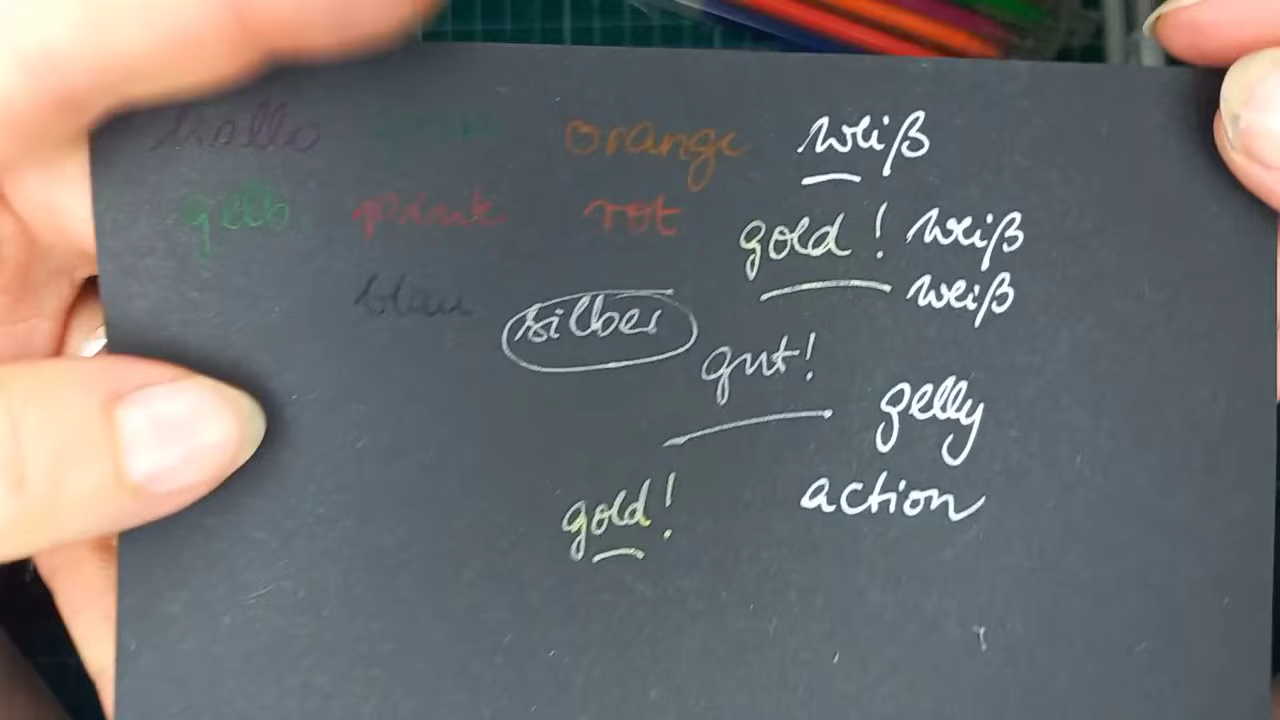 hallo orange weiß
gelb pink rot gold! weiß
blau silber weiß
gut!
gelly
gold! action